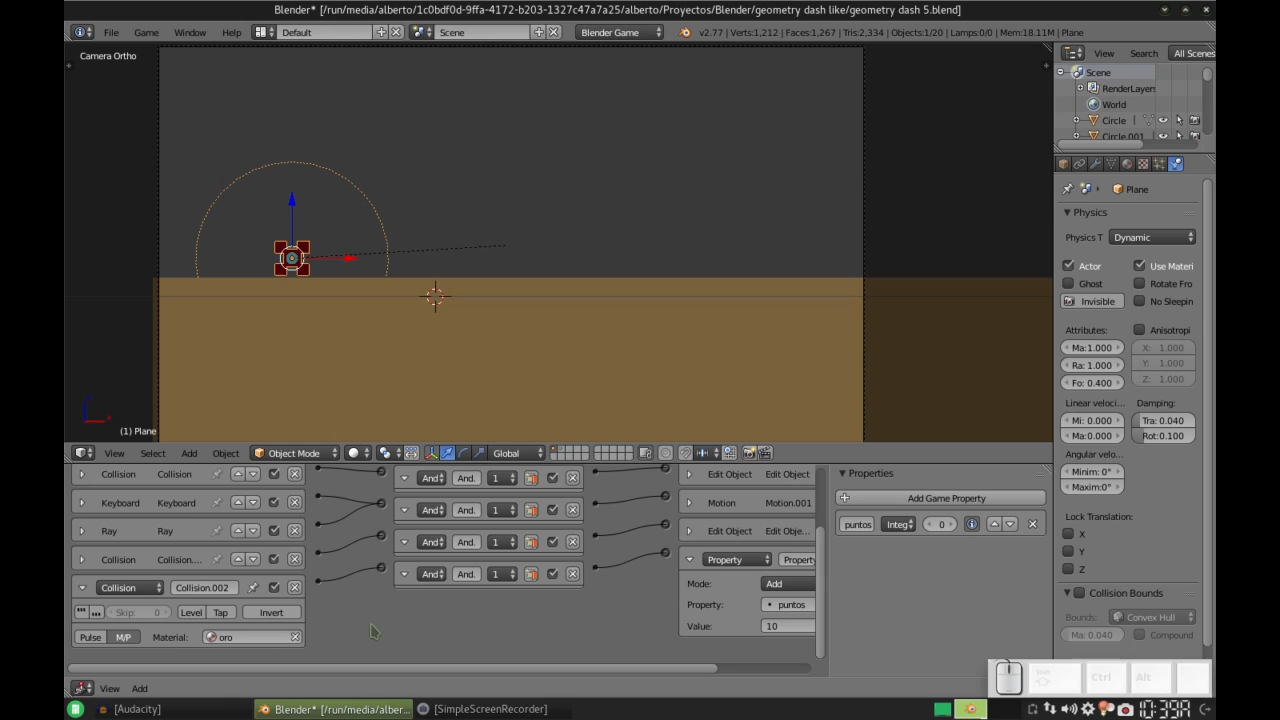 Blender* [/run/media/alberto/1c0bdf0d-9ffa-4172-b203-1327c47a7a25/alberto/Proyectos/Blender/geometry dash like/geometry dash 5.blend]
File Game Window Help Default Scene Blender Game v2.77 | Verts:1,212 | Faces:1,267 | Tris:2,334 | Objects:1/20 | Lamps:0/0 | Mem:18.11M | Plane
Camera Ortho
View Search All Scenes
Scene
RenderLayers
World
Circle
Circle.001
Plane
Physics
Physics T Dynamic
Actor Use Materi
Ghost Rotate Fro
Invisible No Sleepin
Attributes: Anisotropi
Ma:1.000 X: 1.000
Ra: 1.000 Y: 1.000
Fo: 0.400 Z: 1.000
Linear veloci... Damping:
Mi: 0.000 Tra: 0.040
Ma:0.000 Rot:0.100
Angular velo...
Minim: 0°
Maxim:0°
Lock Translation:
X
Y
Z
Collision Bounds
Bounds: Convex Hull
Ma: 0.040 Compound
(1) Plane
View Select Add Object Object Mode Global
Collision Collision
Keyboard Keyboard
Ray Ray
Collision Collision....
Collision Collision.002
Skip: 0 Level Tap Invert
Pulse M/P Material: oro
And And. 1
And And. 1
And And. 1
And And. 1
Edit Object Edit Object
Motion Motion.001
Edit Object Edit Obje...
Property Propert
Mode: Add
Property: puntos
Value: 10
Properties
Add Game Property
puntos Integ 0
View Add
Shift Ctrl Alt
[Audacity] Blender* [/run/media/alber... [SimpleScreenRecorder]